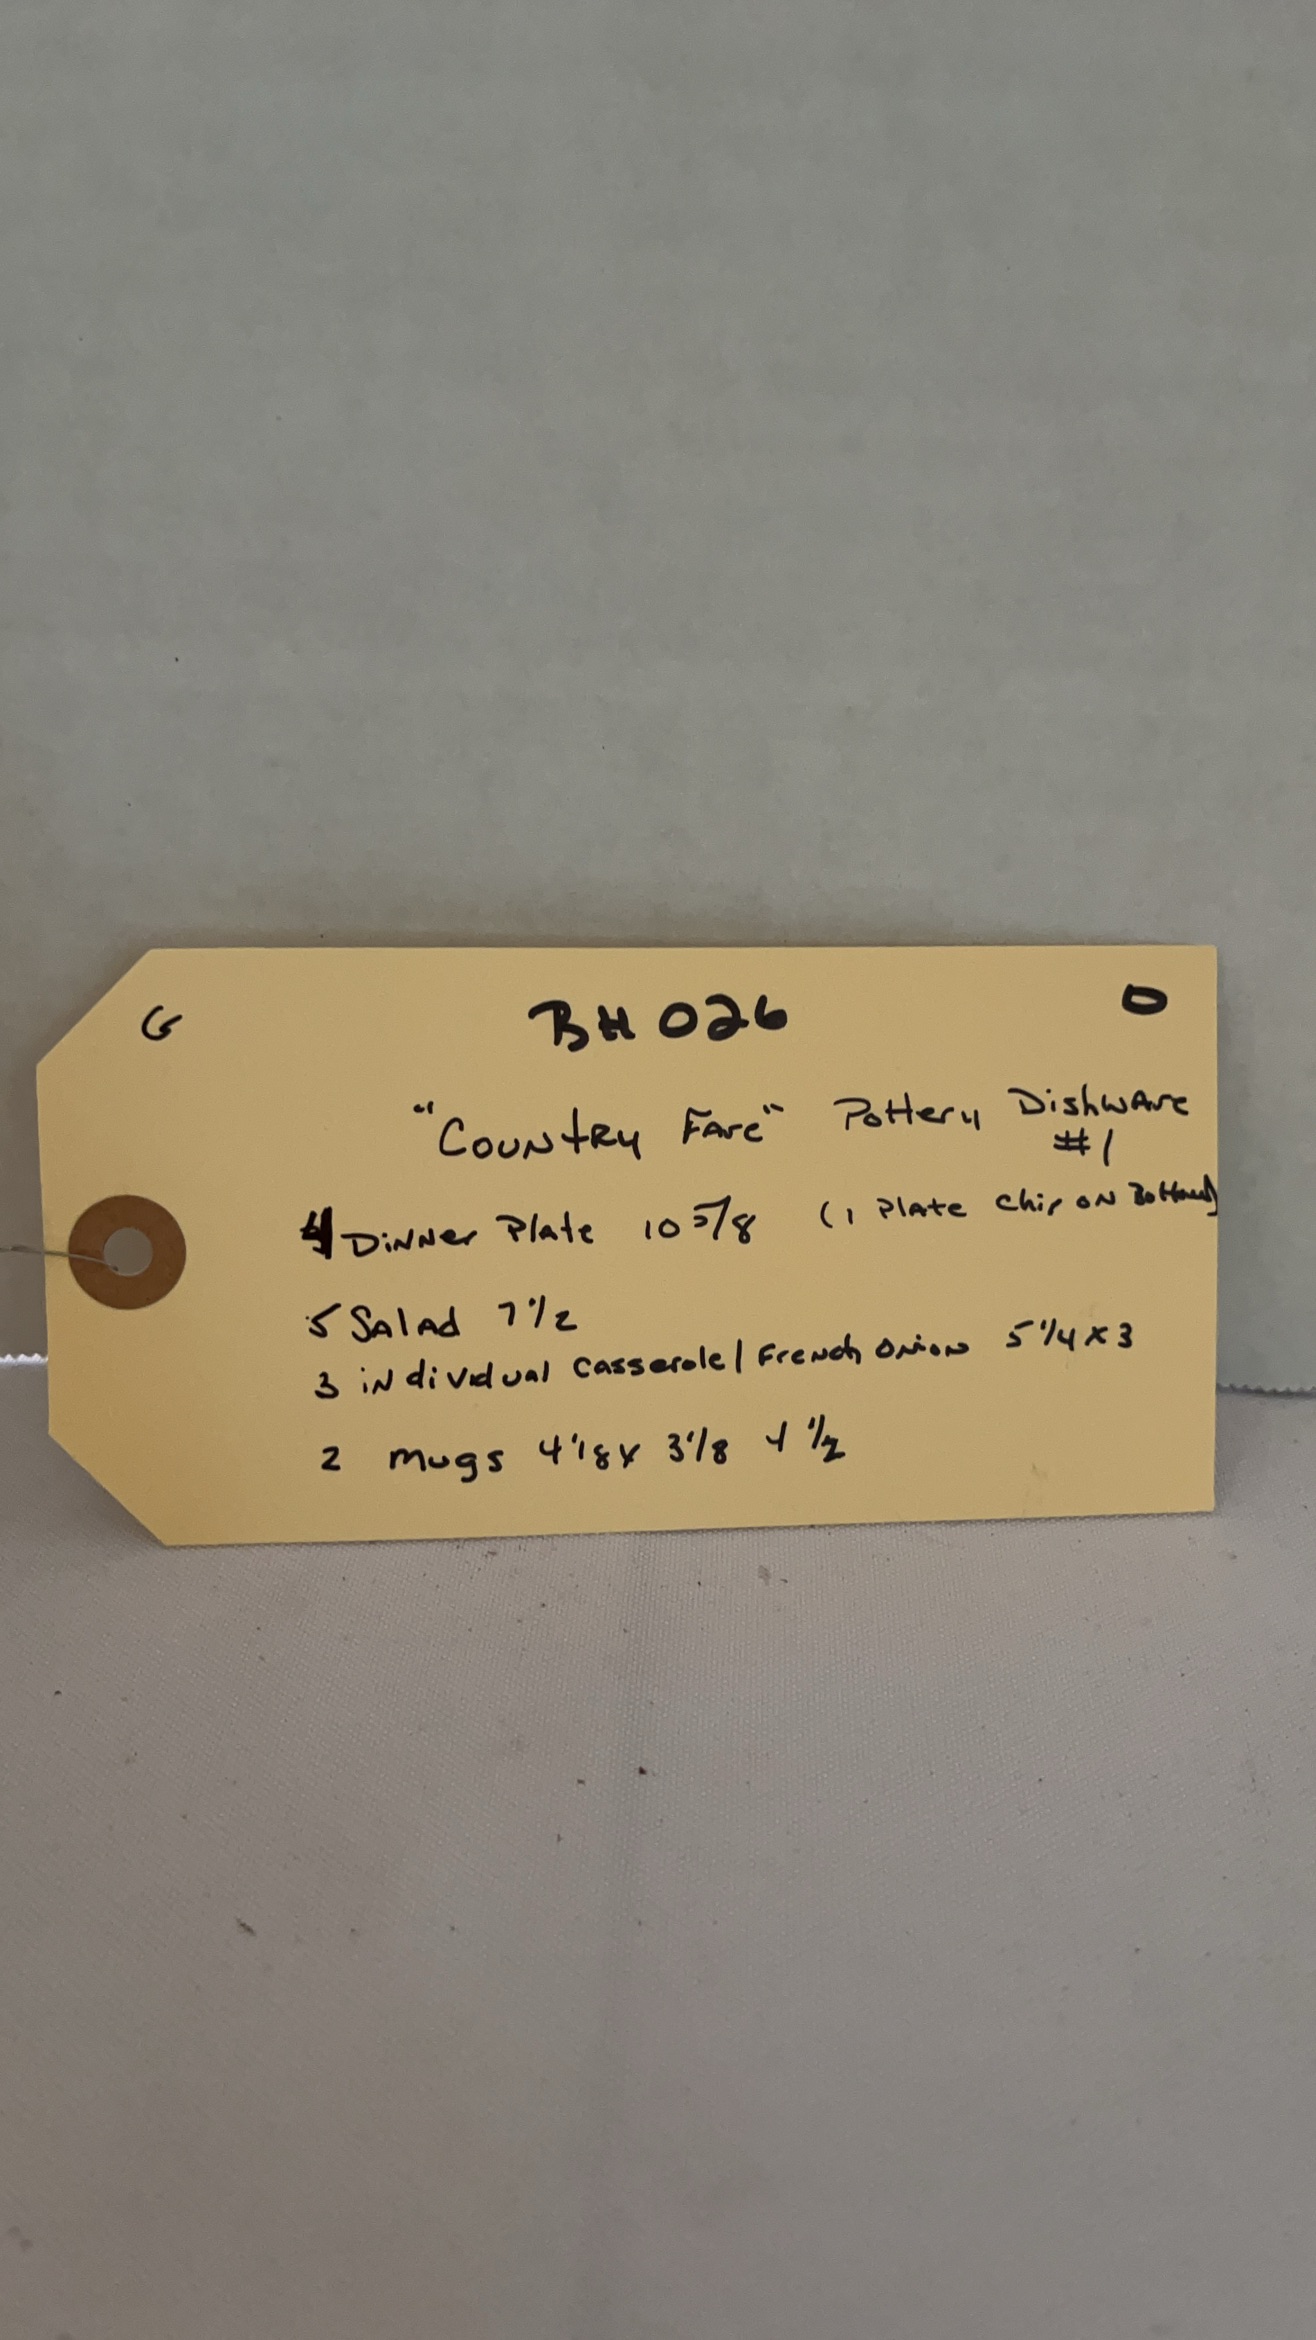 G BH 026 D
"Country Fare" Pottery Dishware
#1
4 Dinner Plate 10 5/8 (1 Plate chip on Bottom)
5 Salad 7 1/2
3 individual casserole/French Onion 5 1/4 x 3
2 mugs 4 1/8 x 3 1/8 4 1/2